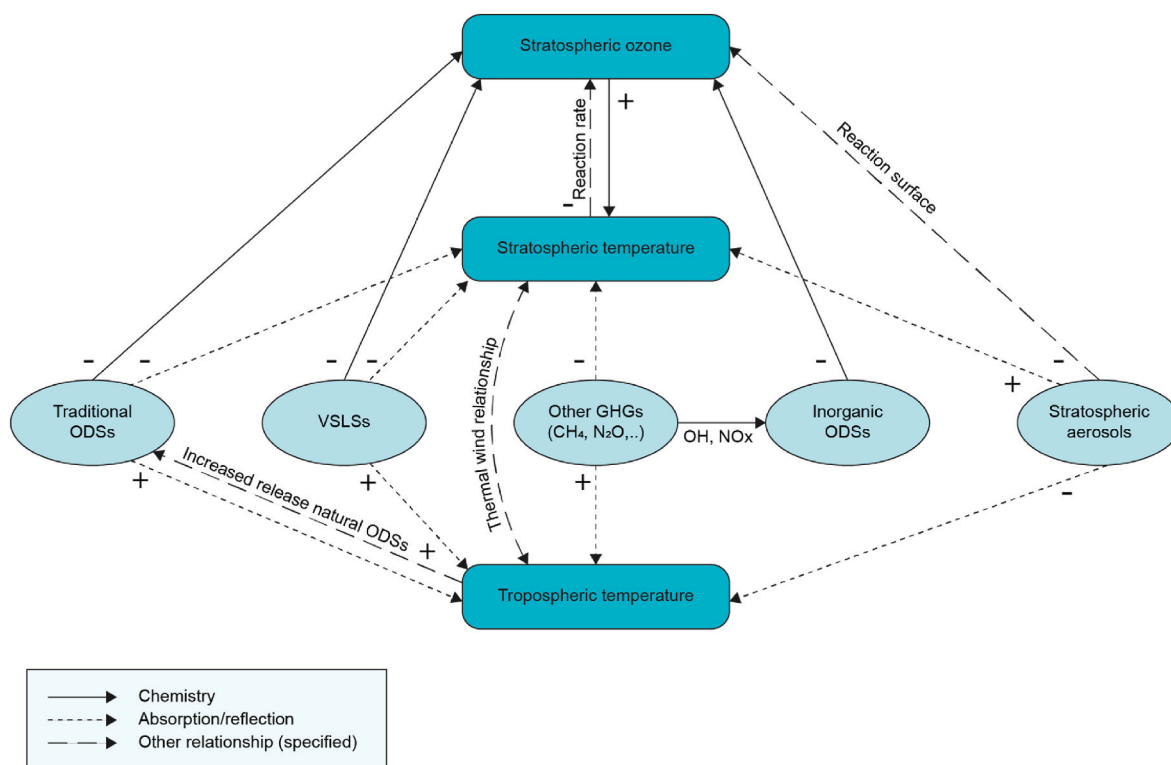 Stratospheric ozone
+
Reaction rate
-
Reaction surface
Stratospheric temperature
Thermal wind relationship
-
-
-
-
-
-
-
+
Traditional
ODSs
VSLSs
Other GHGs
(CH₄, N₂O,..)
OH, NOx
Inorganic
ODSs
Stratospheric
aerosols
+
Increased release natural ODSs
+
+
+
-
Tropospheric temperature
Chemistry
Absorption/reflection
Other relationship (specified)